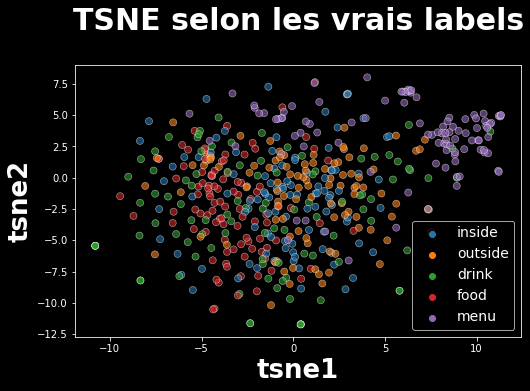 TSNE selon les vrais labels
tsne2
7.5
5.0
2.5
0.0
−2.5
−5.0
−7.5
−10.0
−12.5
inside
outside
drink
food
menu
−10
−5
0
5
10
tsne1